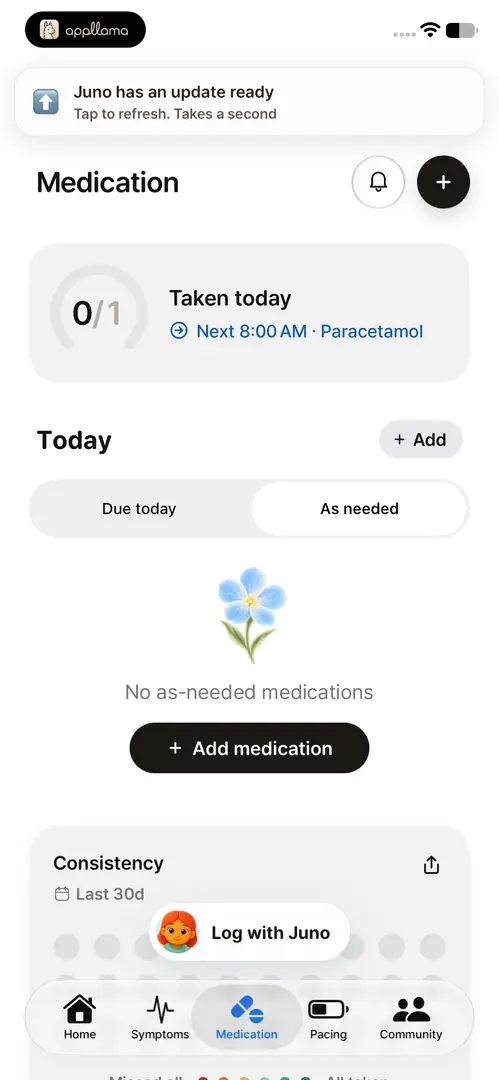 appllama
Juno has an update ready
Tap to refresh. Takes a second
Medication
0/1
Taken today
Next 8:00 AM · Paracetamol
Today
+ Add
Due today
As needed
No as-needed medications
+ Add medication
Consistency
Last 30d
Log with Juno
Home
Symptoms
Medication
Pacing
Community